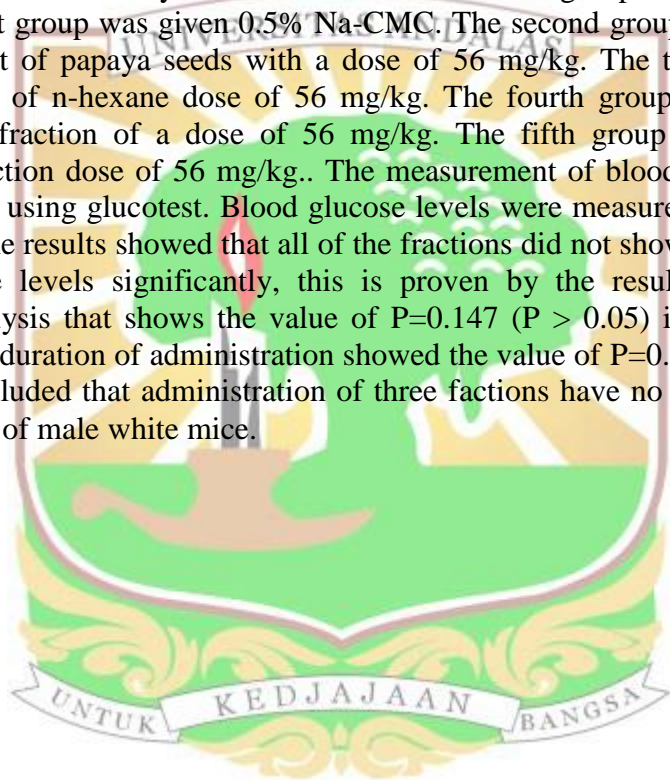 t group was given 0.5% Na-CMC. The second group
UNIVERSITAS ANDALAS
t of papaya seeds with a dose of 56 mg/kg. The t
of n-hexane dose of 56 mg/kg. The fourth group
fraction of a dose of 56 mg/kg. The fifth group
ction dose of 56 mg/kg.. The measurement of blood
using glucotest. Blood glucose levels were measure
e results showed that all of the fractions did not show
e levels significantly, this is proven by the resul
lysis that shows the value of P=0.147 (P > 0.05) i
duration of administration showed the value of P=0.
luded that administration of three factions have no
of male white mice.
UNTUK KEDJAJAAN BANGSA